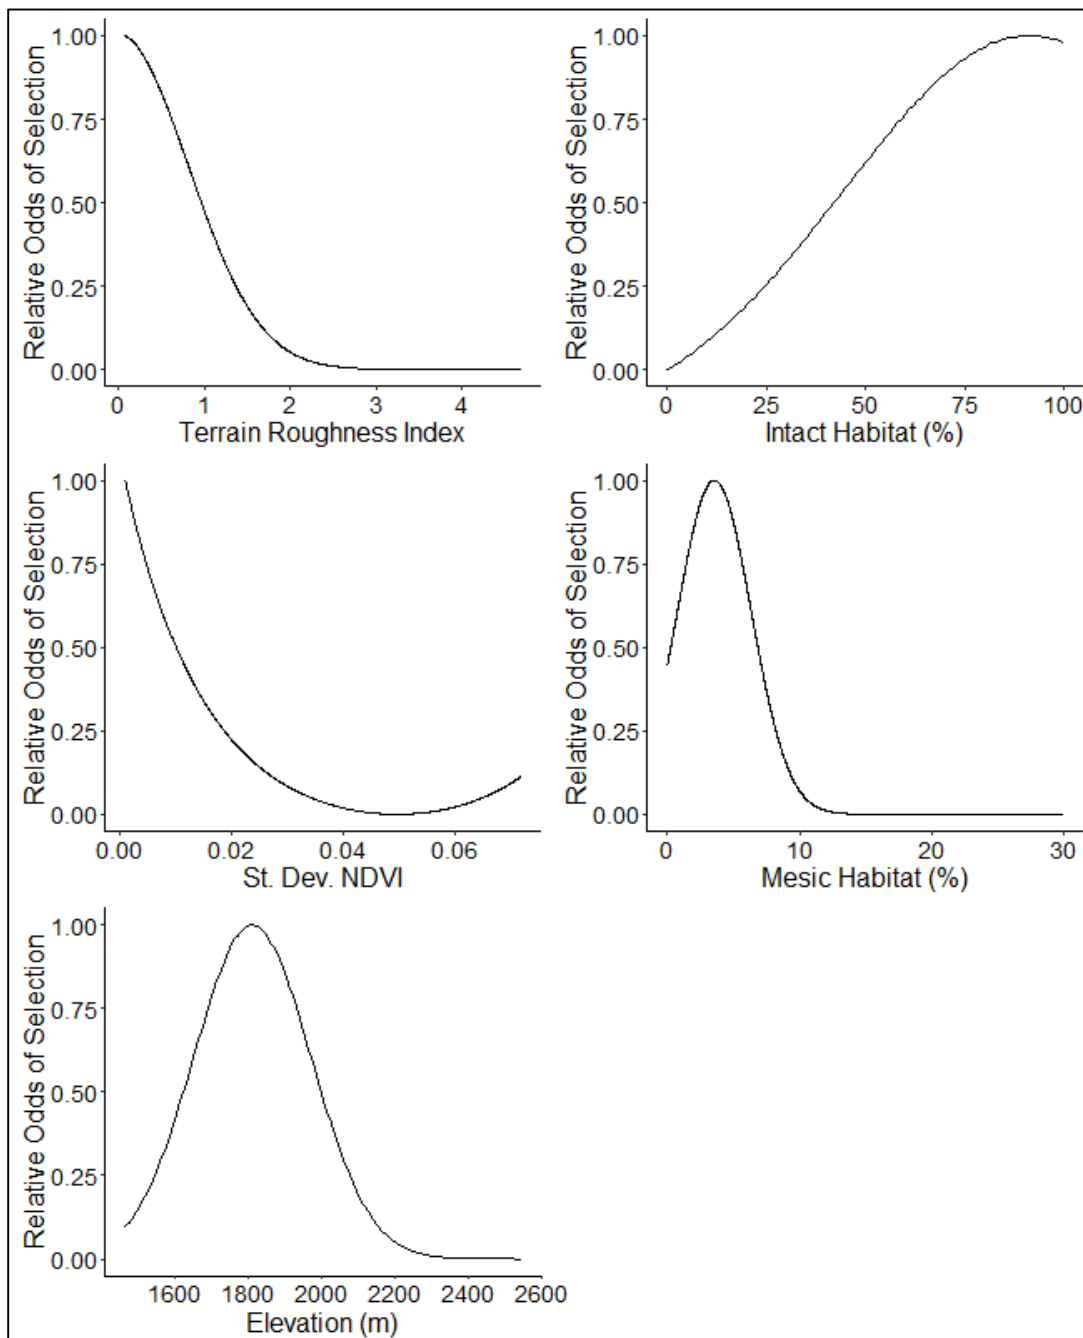 Relative Odds of Selection
1.00
0.75
0.50
0.25
0.00
0 1 2 3 4
Terrain Roughness Index
Relative Odds of Selection
1.00
0.75
0.50
0.25
0.00
0 25 50 75 100
Intact Habitat (%)
Relative Odds of Selection
1.00
0.75
0.50
0.25
0.00
0.00 0.02 0.04 0.06
St. Dev. NDVI
Relative Odds of Selection
1.00
0.75
0.50
0.25
0.00
0 10 20 30
Mesic Habitat (%)
Relative Odds of Selection
1.00
0.75
0.50
0.25
0.00
1600 1800 2000 2200 2400 2600
Elevation (m)